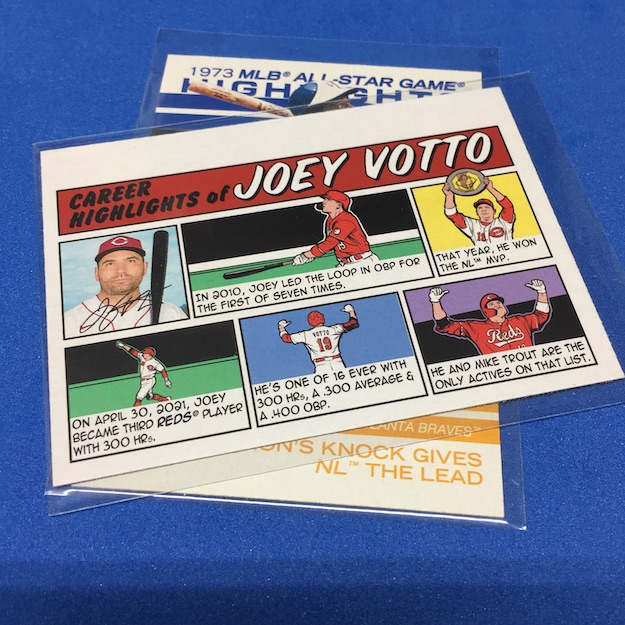 1973 MLB® ALL-STAR GAME®
HIGHLIGHTS
CAREER
HIGHLIGHTS of JOEY VOTTO
IN 2010, JOEY LED THE LOOP IN OBP FOR
THE FIRST OF SEVEN TIMES.
THAT YEAR, HE WON
THE NL™ MVP.
ON APRIL 30, 2021, JOEY
BECAME THIRD REDS® PLAYER
WITH 300 HRs.
VOTTO
19
HE'S ONE OF 16 EVER WITH
300 HRs, A .300 AVERAGE &
A .400 OBP.
Reds
HE AND MIKE TROUT ARE THE
ONLY ACTIVES ON THAT LIST.
BRAVES™
KNOCK GIVES
NL™ THE LEAD